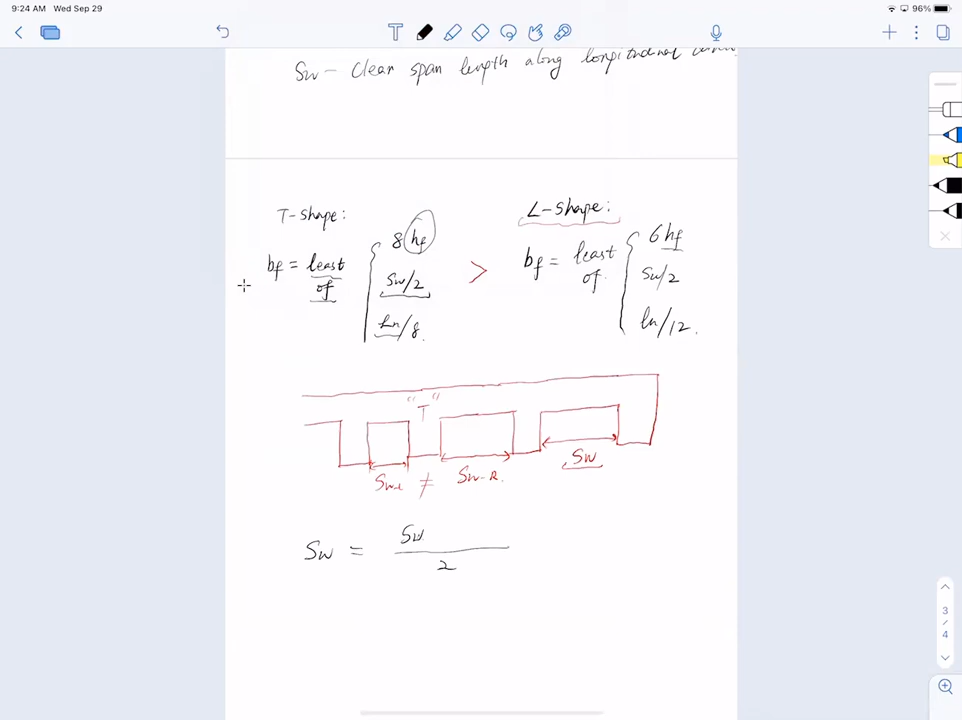 9:24 AM Wed Sep 29
96%
T
Sw – clear span length along longitudinal
T-shape:
bf = least of
8 hf
Sw/2
ln/8.
>
L-shape:
bf = least of
6 hf
Sw/2
ln/12.
"T"
Sw-L ≠ Sw-R.
Sw
Sw = Sw
2
3
/
4